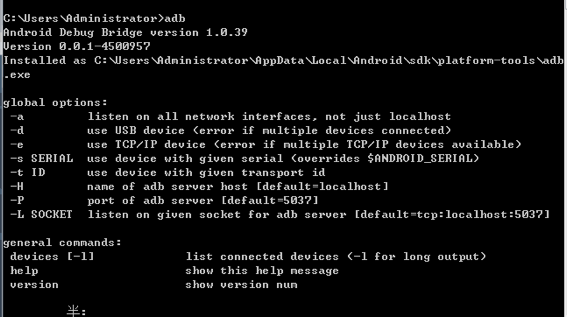 C:\Users\Administrator>adb
Android Debug Bridge version 1.0.39
Version 0.0.1-4500957
Installed as C:\Users\Administrator\AppData\Local\Android\sdk\platform-tools\adb
.exe
global options:
-a listen on all network interfaces, not just localhost
-d use USB device (error if multiple devices connected)
-e use TCP/IP device (error if multiple TCP/IP devices available)
-s SERIAL use device with given serial (overrides $ANDROID_SERIAL)
-t ID use device with given transport id
-H name of adb server host [default=localhost]
-P port of adb server [default=5037]
-L SOCKET listen on given socket for adb server [default=tcp:localhost:5037]
general commands:
devices [-l] list connected devices (-l for long output)
help show this help message
version show version num
半: